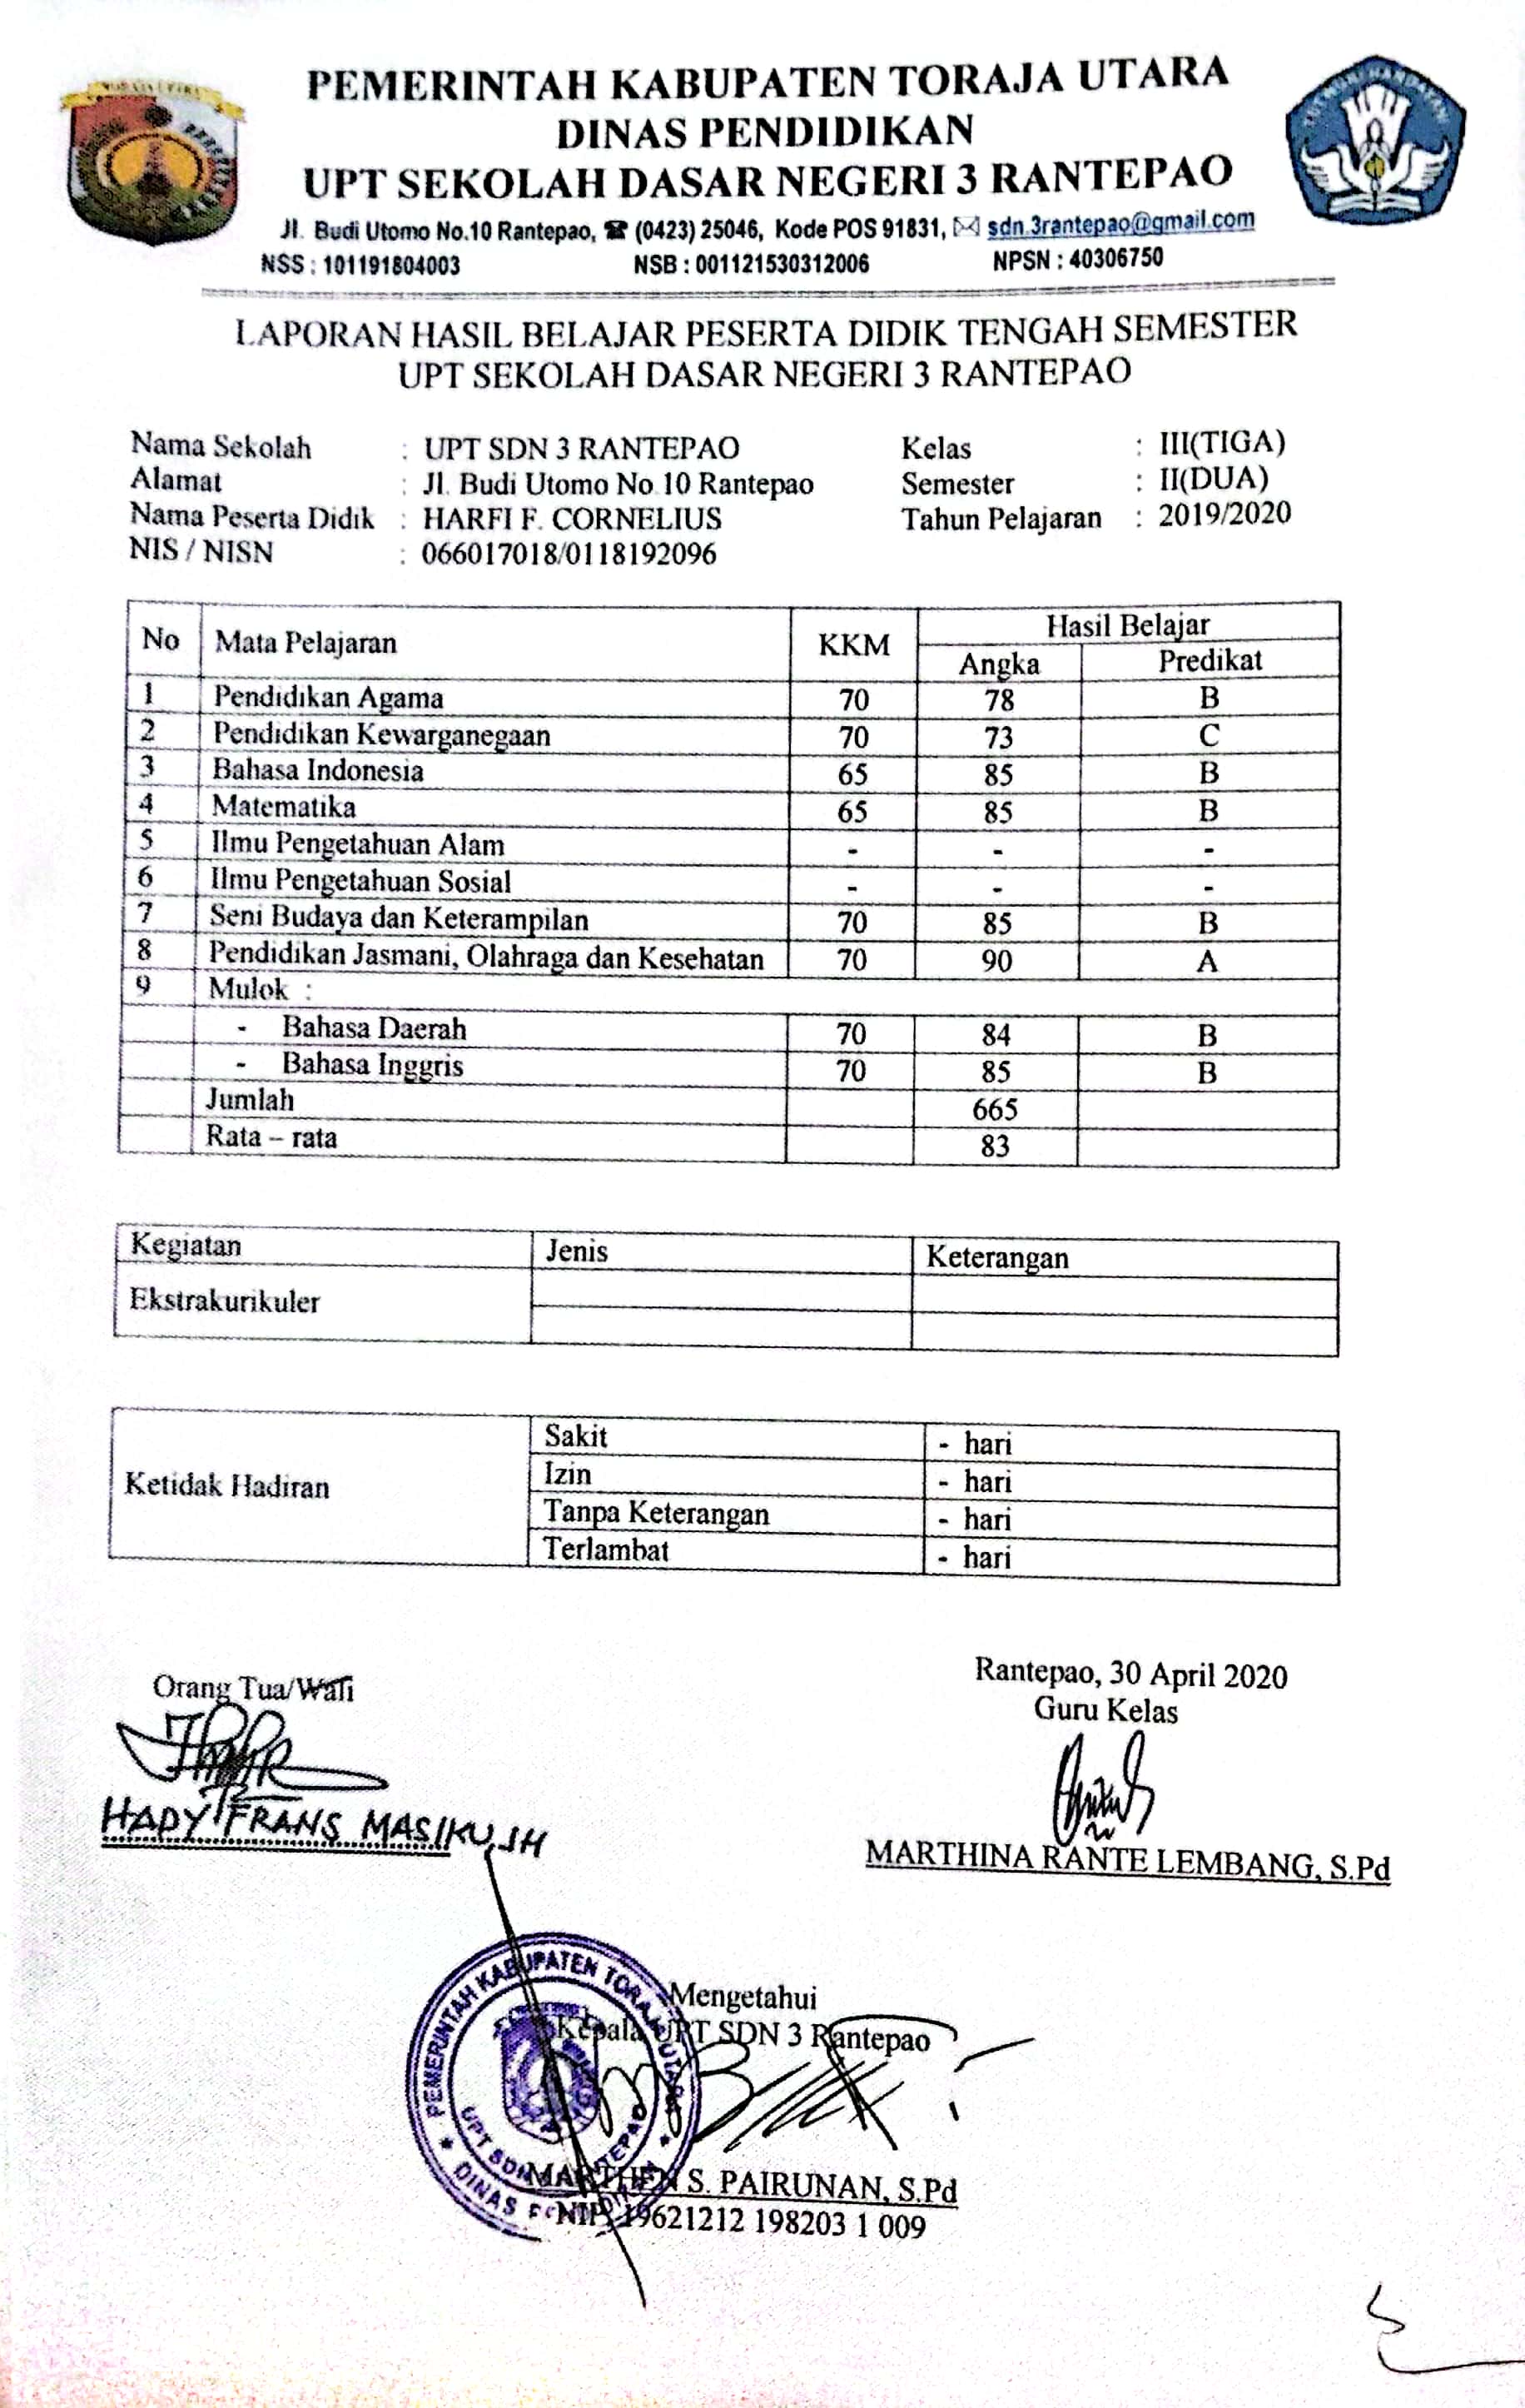 PEMERINTAH KABUPATEN TORAJA UTARA
DINAS PENDIDIKAN
UPT SEKOLAH DASAR NEGERI 3 RANTEPAO
Jl. Budi Utomo No.10 Rantepao, ☎ (0423) 25046, Kode POS 91831, ✉ sdn.3rantepao@gmail.com
NSS : 101191804003 NSB : 001121530312006 NPSN : 40306750
LAPORAN HASIL BELAJAR PESERTA DIDIK TENGAH SEMESTER
UPT SEKOLAH DASAR NEGERI 3 RANTEPAO
Nama Sekolah : UPT SDN 3 RANTEPAO Kelas : III(TIGA)
Alamat : Jl. Budi Utomo No.10 Rantepao Semester : II(DUA)
Nama Peserta Didik : HARFI F. CORNELIUS Tahun Pelajaran : 2019/2020
NIS / NISN : 066017018/0118192096
No Mata Pelajaran KKM Hasil Belajar
Angka Predikat
1 Pendidikan Agama 70 78 B
2 Pendidikan Kewarganegaan 70 73 C
3 Bahasa Indonesia 65 85 B
4 Matematika 65 85 B
5 Ilmu Pengetahuan Alam - - -
6 Ilmu Pengetahuan Sosial - - -
7 Seni Budaya dan Keterampilan 70 85 B
8 Pendidikan Jasmani, Olahraga dan Kesehatan 70 90 A
9 Mulok :
- Bahasa Daerah 70 84 B
- Bahasa Inggris 70 85 B
Jumlah 665
Rata – rata 83
Kegiatan Jenis Keterangan
Ekstrakurikuler
Ketidak Hadiran
Sakit - hari
Izin - hari
Tanpa Keterangan - hari
Terlambat - hari
Rantepao, 30 April 2020
Orang Tua/Wali Guru Kelas
HADY FRANS MASIKU, SH
MARTHINA RANTE LEMBANG, S.Pd
Mengetahui
Kepala UPT SDN 3 Rantepao
PEMERINTAH KABUPATEN TORAJA UTARA
DINAS PENDIDIKAN
MARTHEN S. PAIRUNAN, S.Pd
NIP. 19621212 198203 1 009